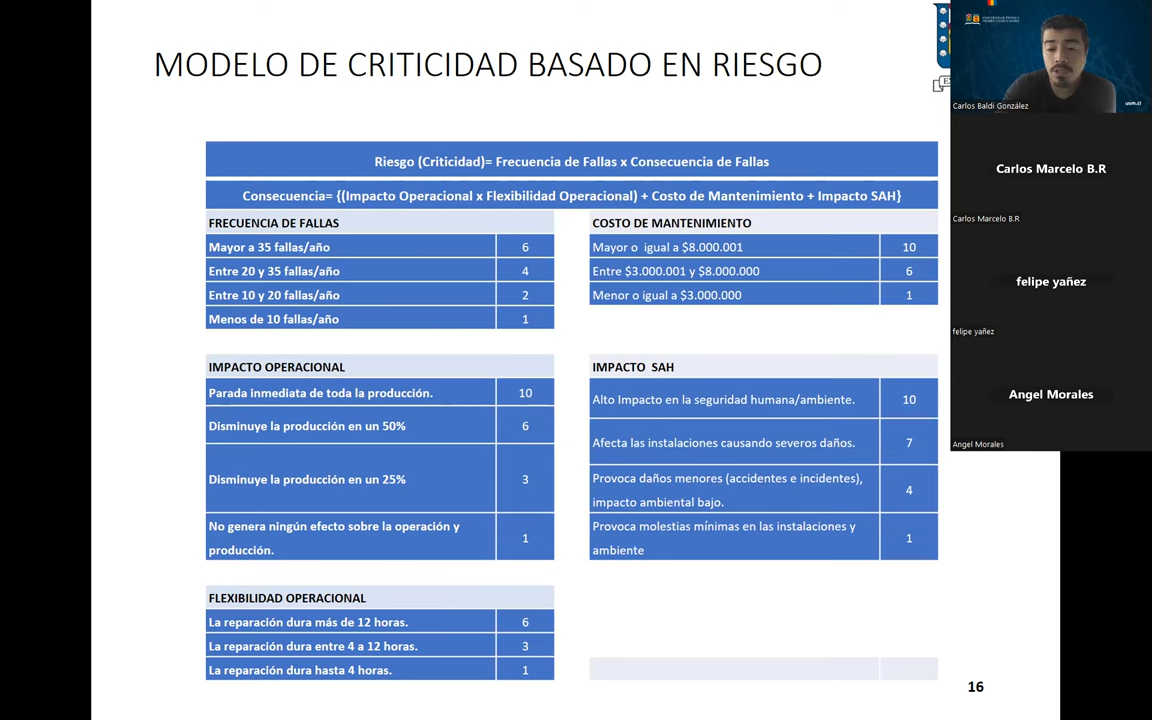 MODELO DE CRITICIDAD BASADO EN RIESGO
Riesgo (Criticidad)= Frecuencia de Fallas x Consecuencia de Fallas
Consecuencia= {(Impacto Operacional x Flexibilidad Operacional) + Costo de Mantenimiento + Impacto SAH}
FRECUENCIA DE FALLAS
Mayor a 35 fallas/año 6
Entre 20 y 35 fallas/año 4
Entre 10 y 20 fallas/año 2
Menos de 10 fallas/año 1
COSTO DE MANTENIMIENTO
Mayor o igual a $8.000.001 10
Entre $3.000.001 y $8.000.000 6
Menor o igual a $3.000.000 1
IMPACTO OPERACIONAL
Parada inmediata de toda la producción. 10
Disminuye la producción en un 50% 6
Disminuye la producción en un 25% 3
No genera ningún efecto sobre la operación y
producción. 1
IMPACTO SAH
Alto Impacto en la seguridad humana/ambiente. 10
Afecta las instalaciones causando severos daños. 7
Provoca daños menores (accidentes e incidentes),
impacto ambiental bajo. 4
Provoca molestias mínimas en las instalaciones y
ambiente 1
FLEXIBILIDAD OPERACIONAL
La reparación dura más de 12 horas. 6
La reparación dura entre 4 a 12 horas. 3
La reparación dura hasta 4 horas. 1
16
usm.cl
Carlos Baldi González
Carlos Marcelo B.R
Carlos Marcelo B.R
felipe yañez
felipe yañez
Angel Morales
Angel Morales